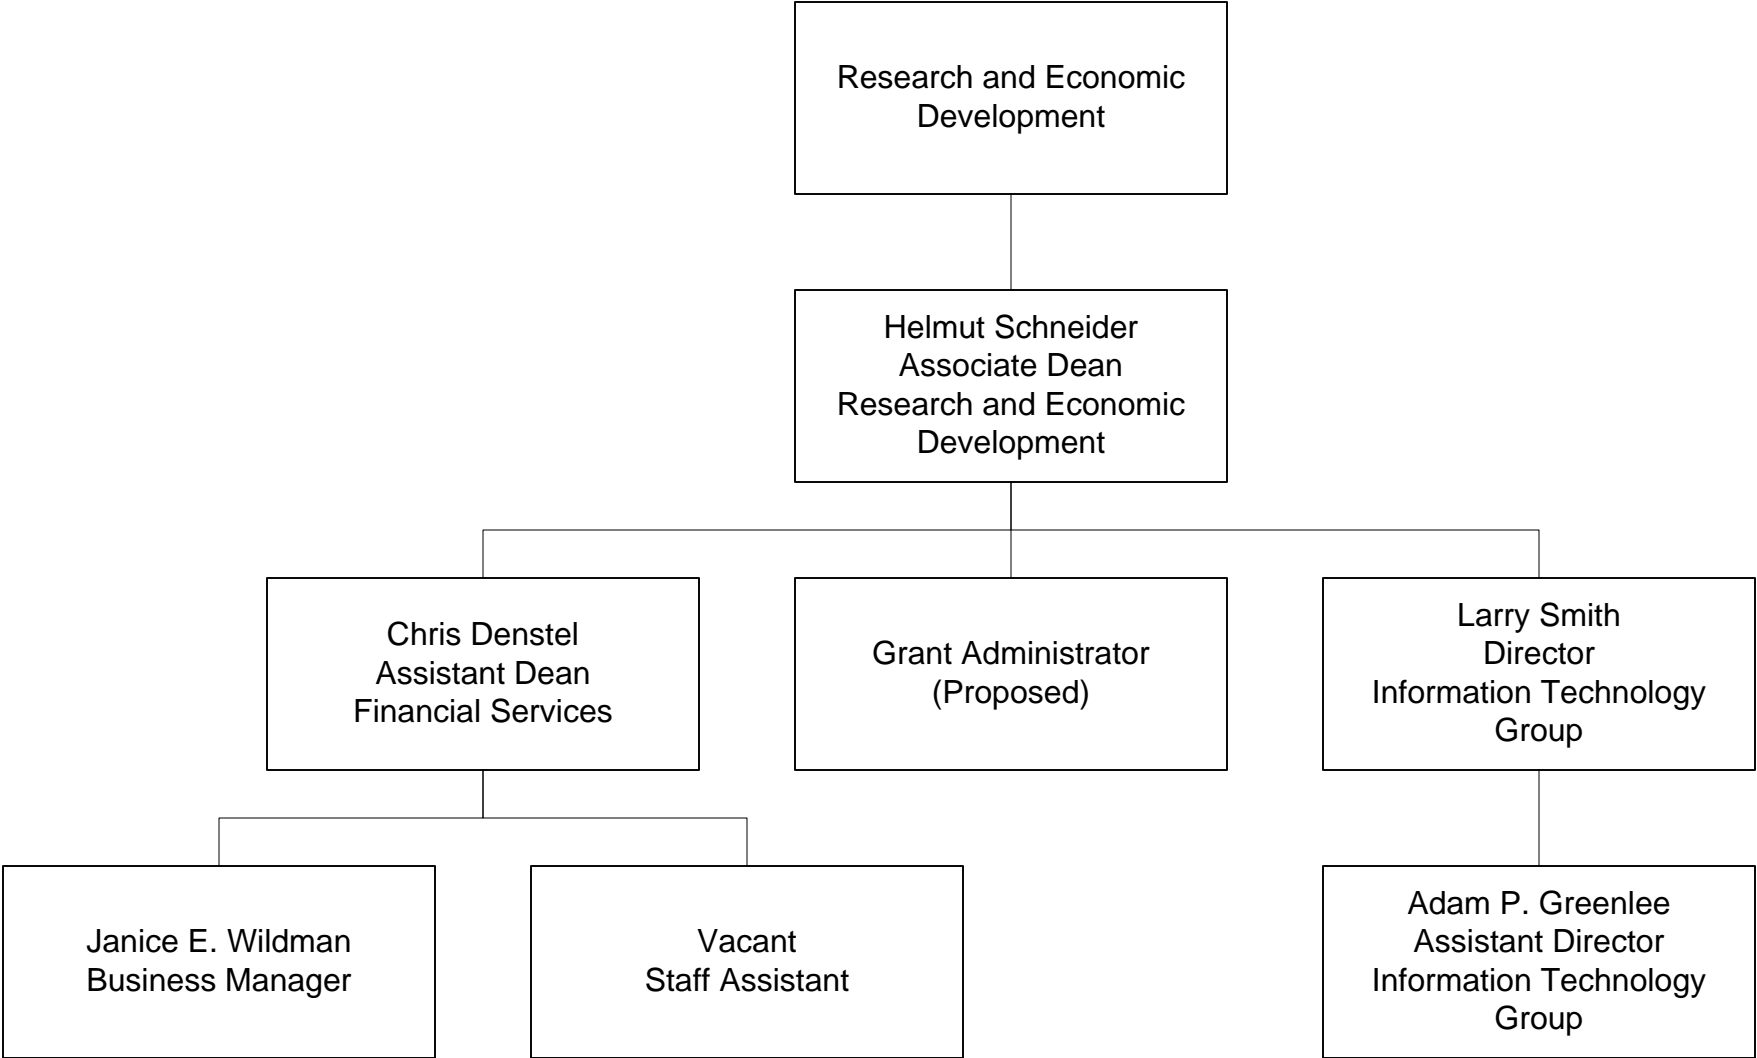 Research and Economic
Development
Helmut Schneider
Associate Dean
Research and Economic
Development
Chris Denstel
Assistant Dean
Financial Services
Grant Administrator
(Proposed)
Larry Smith
Director
Information Technology
Group
Janice E. Wildman
Business Manager
Vacant
Staff Assistant
Adam P. Greenlee
Assistant Director
Information Technology
Group